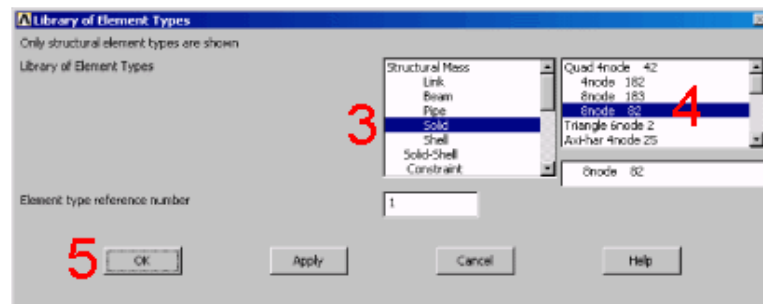 Library of Element Types
Only structural element types are shown
Library of Element Types
Structural Mass
Link
Beam
Pipe
Solid
Shell
Solid-Shell
Constraint
3
Quad 4node 42
4node 182
8node 183
8node 82
Triangle 6node 2
Axi-har 4node 25
4
8node 82
Element type reference number
1
5
OK
Apply
Cancel
Help